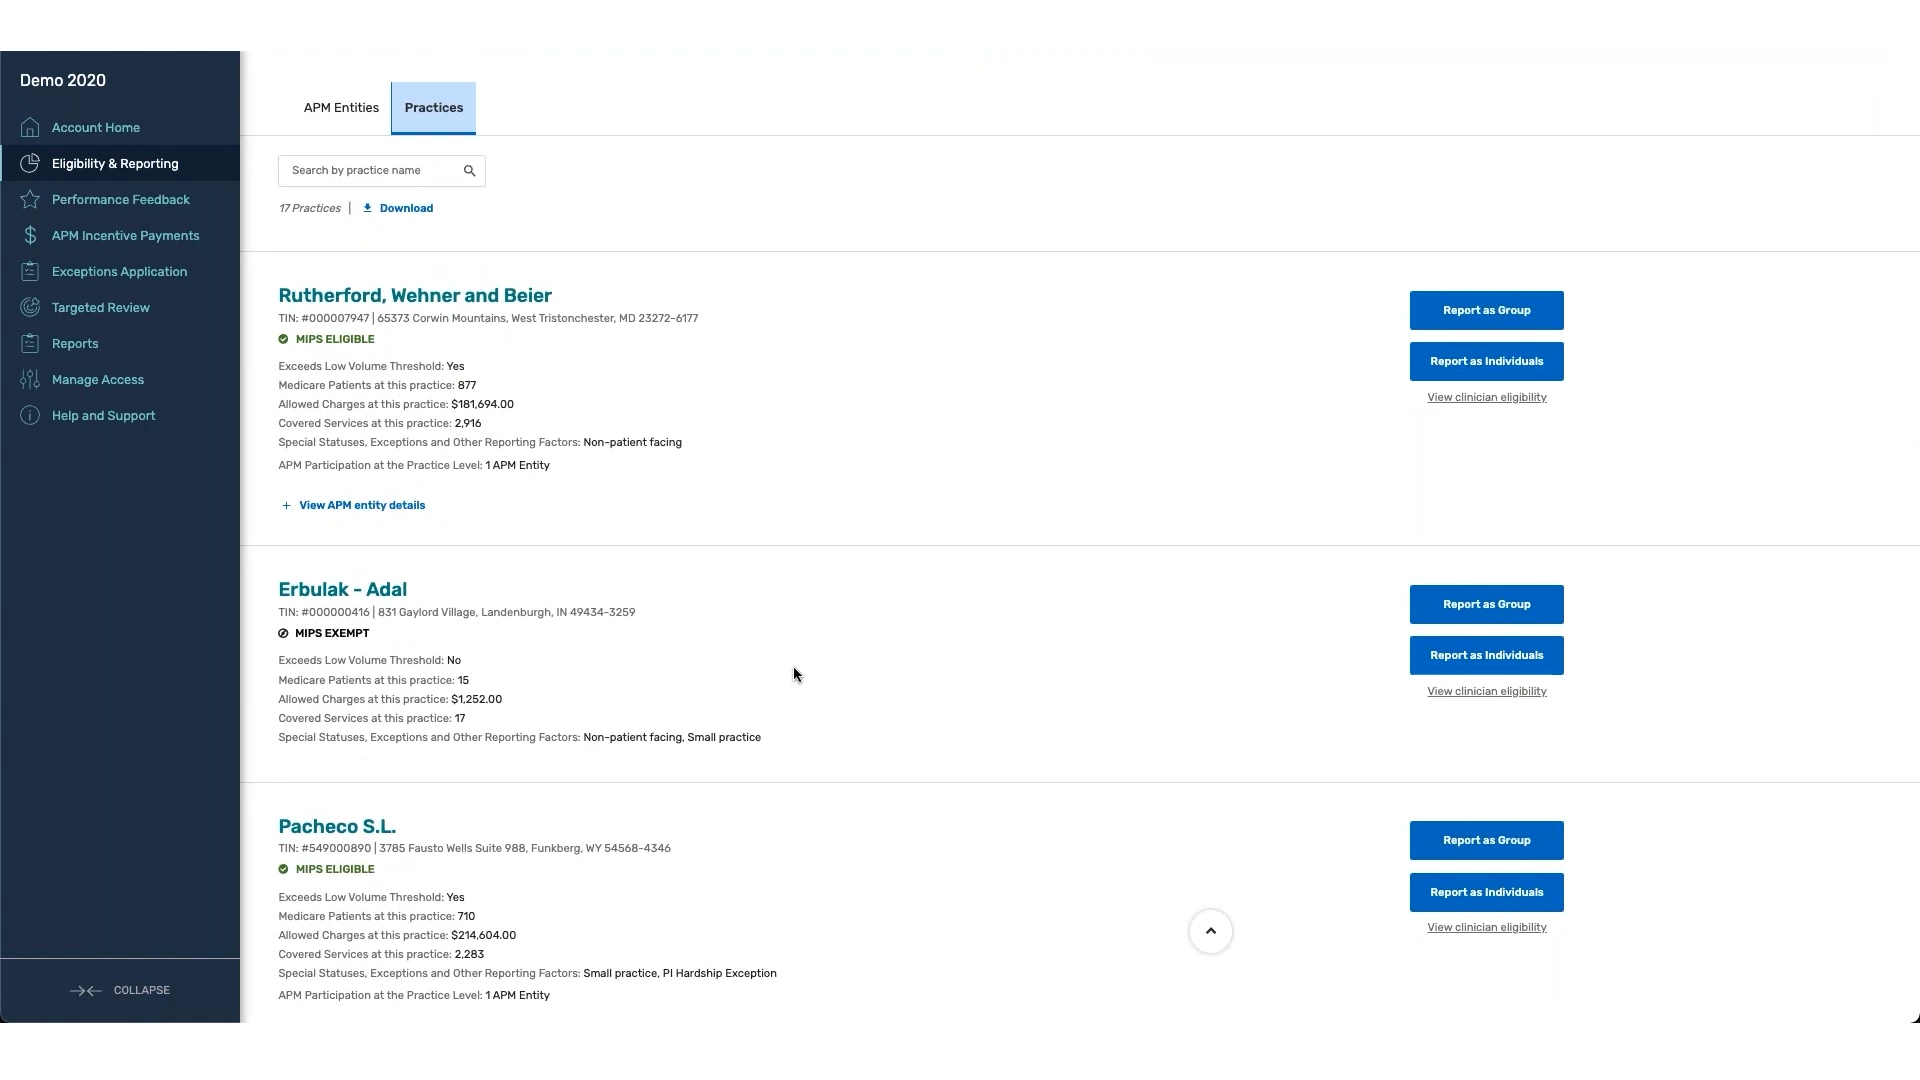 Demo 2020
Account Home
Eligibility & Reporting
Performance Feedback
APM Incentive Payments
Exceptions Application
Targeted Review
Reports
Manage Access
Help and Support
COLLAPSE
APM Entities
Practices
Search by practice name
17 Practices | Download
Rutherford, Wehner and Beier
TIN: #000007947 | 65373 Corwin Mountains, West Tristonchester, MD 23272-6177
MIPS ELIGIBLE
Exceeds Low Volume Threshold: Yes
Medicare Patients at this practice: 877
Allowed Charges at this practice: $181,694.00
Covered Services at this practice: 2,916
Special Statuses, Exceptions and Other Reporting Factors: Non-patient facing
APM Participation at the Practice Level: 1 APM Entity
+ View APM entity details
Report as Group
Report as Individuals
View clinician eligibility
Erbulak - Adal
TIN: #000000416 | 831 Gaylord Village, Landenburgh, IN 49434-3259
MIPS EXEMPT
Exceeds Low Volume Threshold: No
Medicare Patients at this practice: 15
Allowed Charges at this practice: $1,252.00
Covered Services at this practice: 17
Special Statuses, Exceptions and Other Reporting Factors: Non-patient facing, Small practice
Report as Group
Report as Individuals
View clinician eligibility
Pacheco S.L.
TIN: #549000890 | 3785 Fausto Wells Suite 988, Funkberg, WY 54568-4346
MIPS ELIGIBLE
Exceeds Low Volume Threshold: Yes
Medicare Patients at this practice: 710
Allowed Charges at this practice: $214,604.00
Covered Services at this practice: 2,283
Special Statuses, Exceptions and Other Reporting Factors: Small practice, PI Hardship Exception
APM Participation at the Practice Level: 1 APM Entity
Report as Group
Report as Individuals
View clinician eligibility